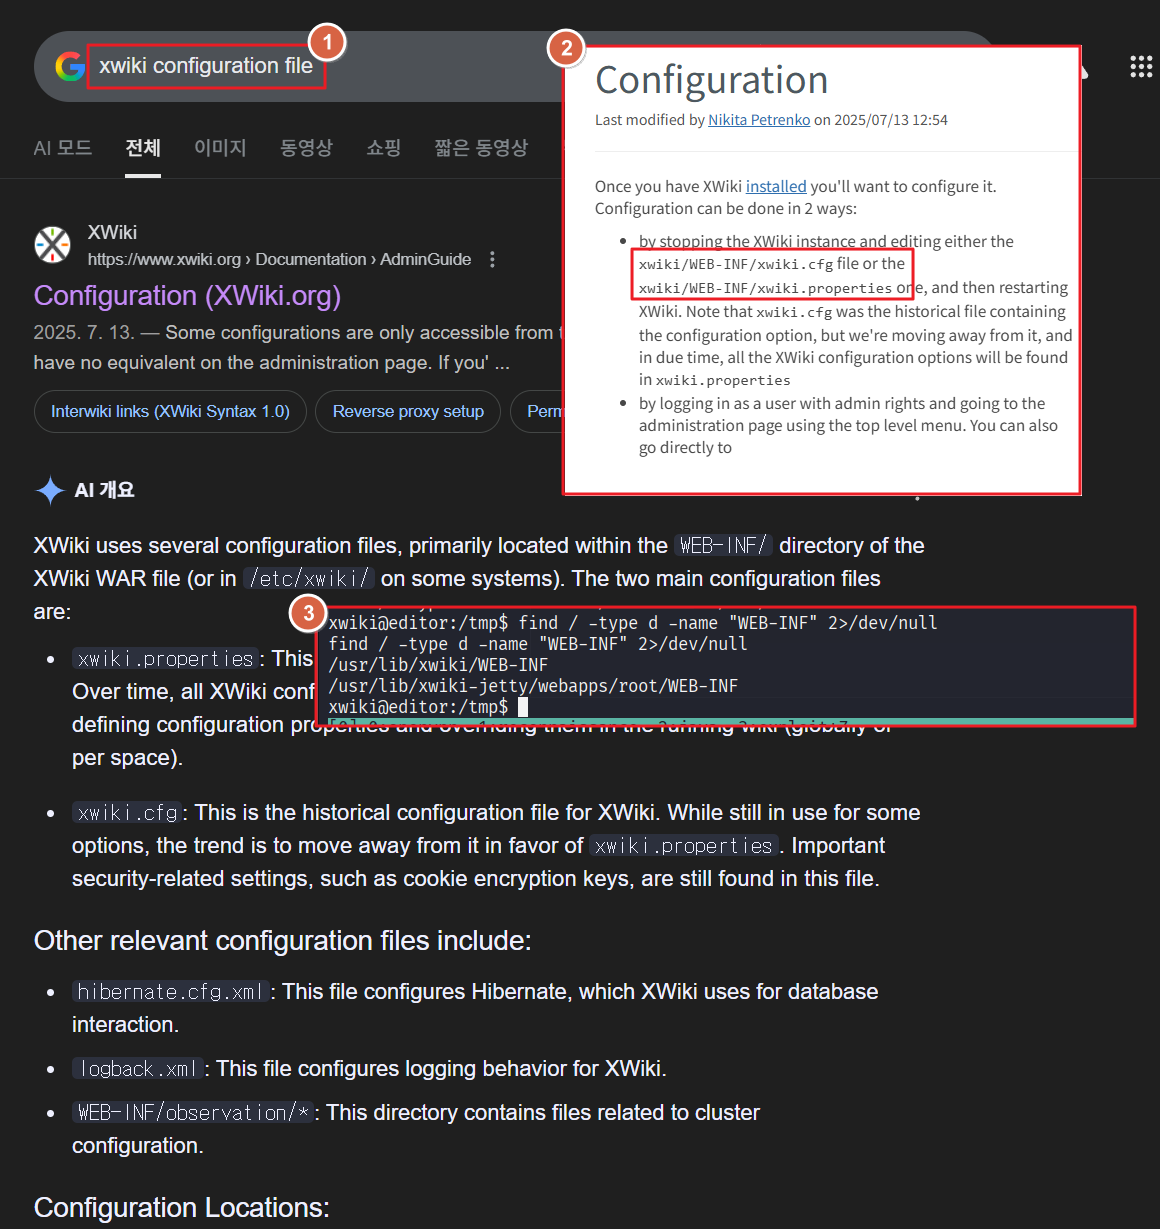 1
xwiki configuration file
AI 모드
전체
이미지
동영상
쇼핑
짧은 동영상
XWiki
https://www.xwiki.org › Documentation › AdminGuide
Configuration (XWiki.org)
2025. 7. 13. — Some configurations are only accessible from
have no equivalent on the administration page. If you' ...
Interwiki links (XWiki Syntax 1.0)
Reverse proxy setup
2
Configuration
Last modified by Nikita Petrenko on 2025/07/13 12:54
Once you have XWiki installed you'll want to configure it.
Configuration can be done in 2 ways:
• by stopping the XWiki instance and editing either the
xwiki/WEB-INF/xwiki.cfg file or the
xwiki/WEB-INF/xwiki.properties one, and then restarting
XWiki. Note that xwiki.cfg was the historical file containing
the configuration option, but we're moving away from it, and
in due time, all the XWiki configuration options will be found
in xwiki.properties
• by logging in as a user with admin rights and going to the
administration page using the top level menu. You can also
go directly to
AI 개요
XWiki uses several configuration files, primarily located within the WEB-INF/ directory of the
XWiki WAR file (or in /etc/xwiki/ on some systems). The two main configuration files
are:
3
xwiki@editor:/tmp$ find / -type d -name "WEB-INF" 2>/dev/null
find / -type d -name "WEB-INF" 2>/dev/null
/usr/lib/xwiki/WEB-INF
/usr/lib/xwiki-jetty/webapps/root/WEB-INF
xwiki@editor:/tmp$
• xwiki.properties: This
Over time, all XWiki conf
defining configuration properties and overriding them in the running wiki (globally or
per space).
• xwiki.cfg: This is the historical configuration file for XWiki. While still in use for some
options, the trend is to move away from it in favor of xwiki.properties. Important
security-related settings, such as cookie encryption keys, are still found in this file.
Other relevant configuration files include:
• hibernate.cfg.xml: This file configures Hibernate, which XWiki uses for database
interaction.
• logback.xml: This file configures logging behavior for XWiki.
• WEB-INF/observation/*: This directory contains files related to cluster
configuration.
Configuration Locations: